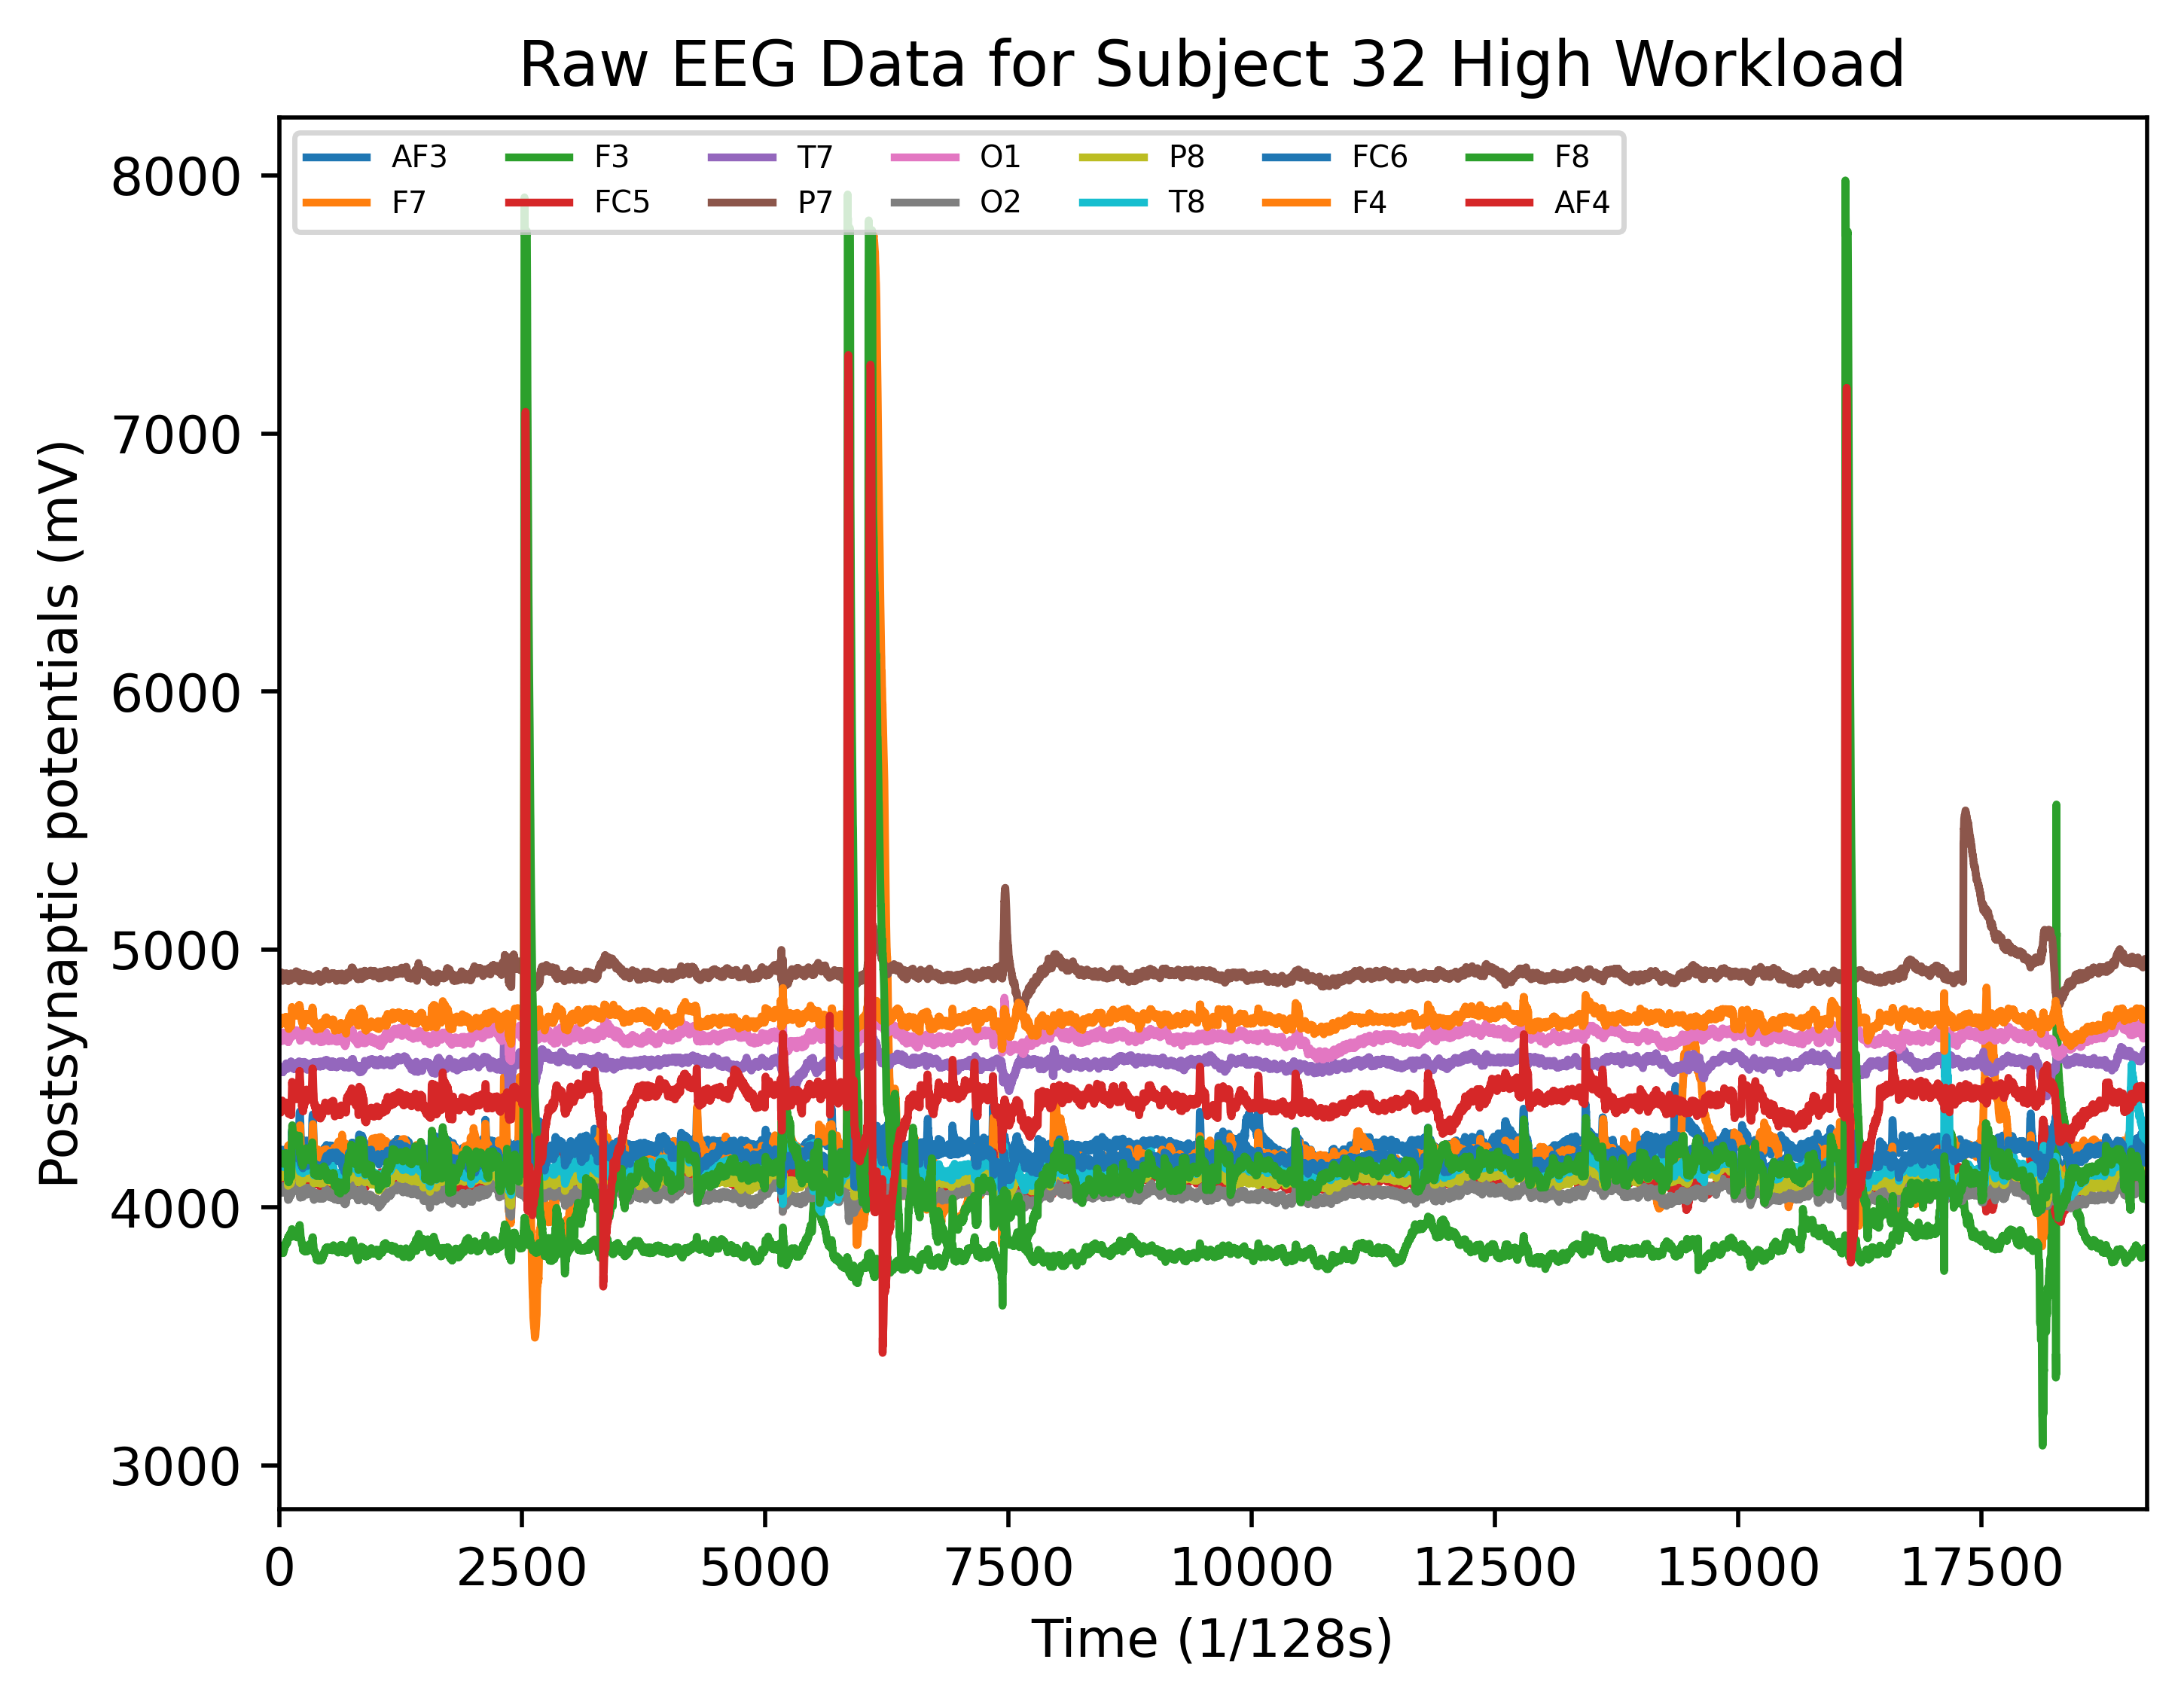 Raw EEG Data for Subject 32 High Workload
AF3 F3 T7 O1 P8 FC6 F8
F7 FC5 P7 O2 T8 F4 AF4
8000
7000
6000
5000
4000
3000
Postsynaptic potentials (mV)
0 2500 5000 7500 10000 12500 15000 17500
Time (1/128s)